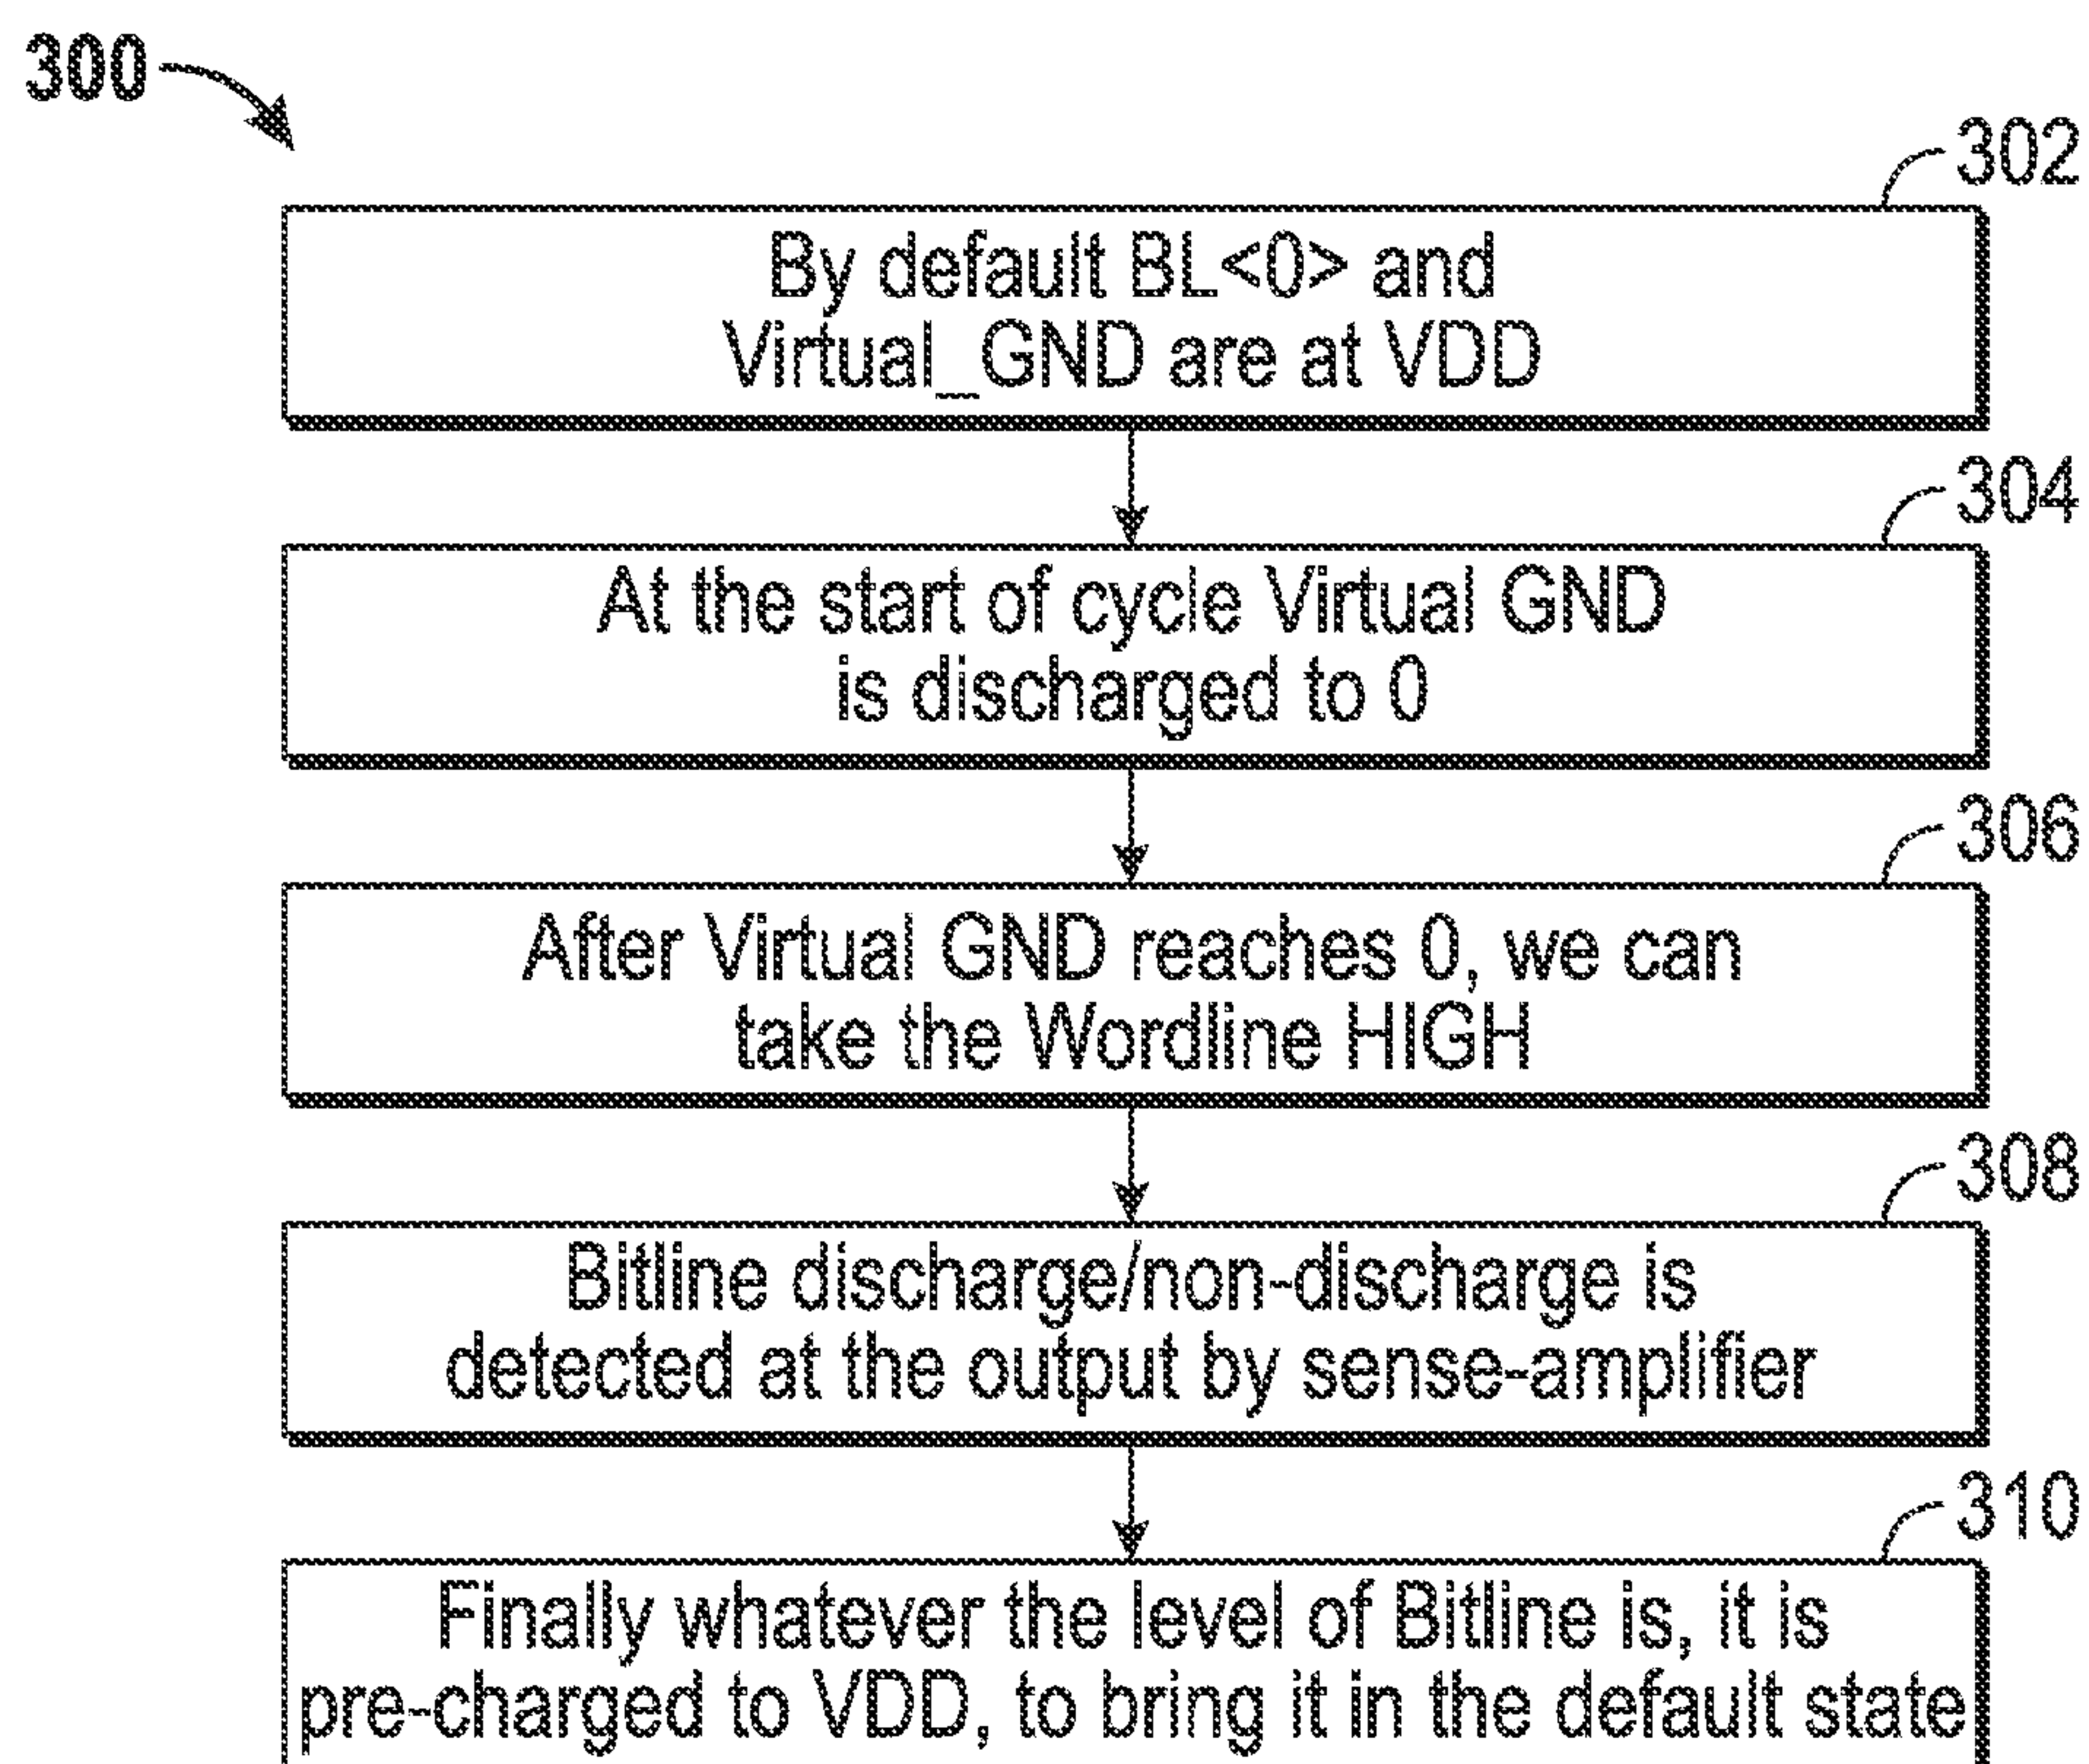 300
302
By default BL<0> and
Virtual_GND are at VDD
304
At the start of cycle Virtual GND
is discharged to 0
306
After Virtual GND reaches 0, we can
take the Wordline HIGH
308
Bitline discharge/non-discharge is
detected at the output by sense-amplifier
310
Finally whatever the level of Bitline is, it is
pre-charged to VDD, to bring it in the default state